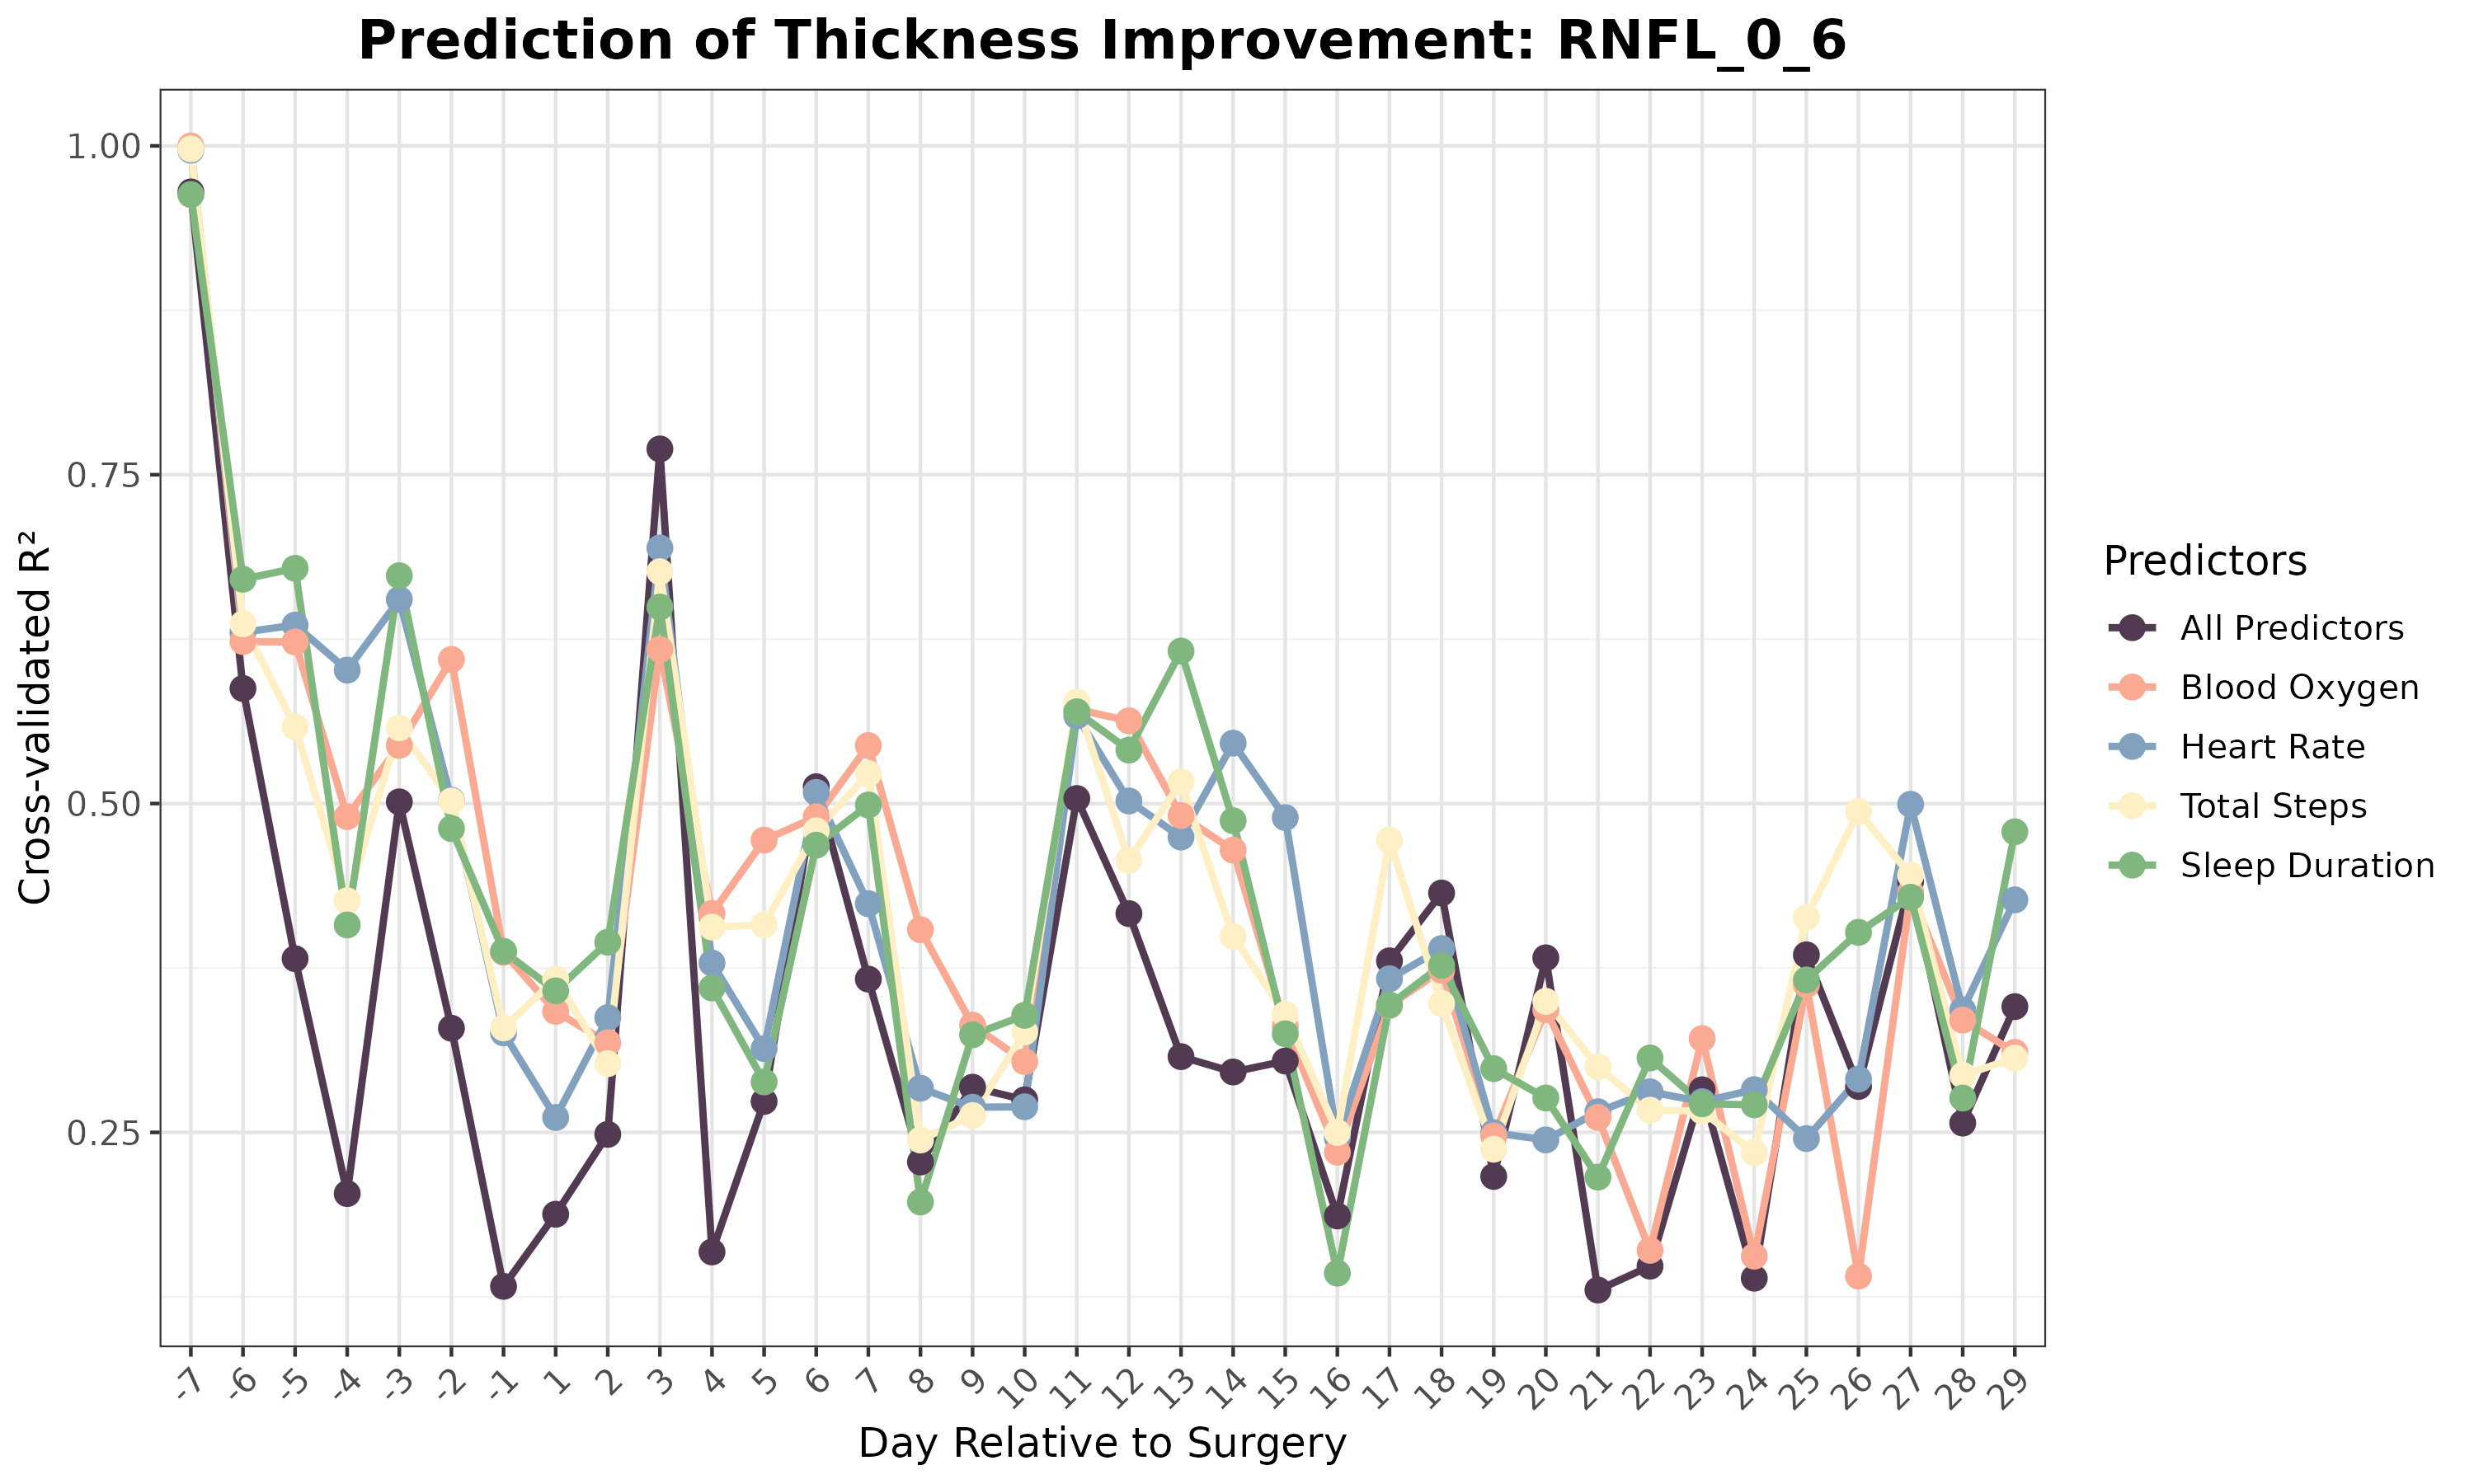 Prediction of Thickness Improvement: RNFL_0_6
Cross-validated R²
1.00
0.75
0.50
0.25
-7 -6 -5 -4 -3 -2 -1 1 2 3 4 5 6 7 8 9 10 11 12 13 14 15 16 17 18 19 20 21 22 23 24 25 26 27 28 29
Day Relative to Surgery
Predictors
All Predictors
Blood Oxygen
Heart Rate
Total Steps
Sleep Duration